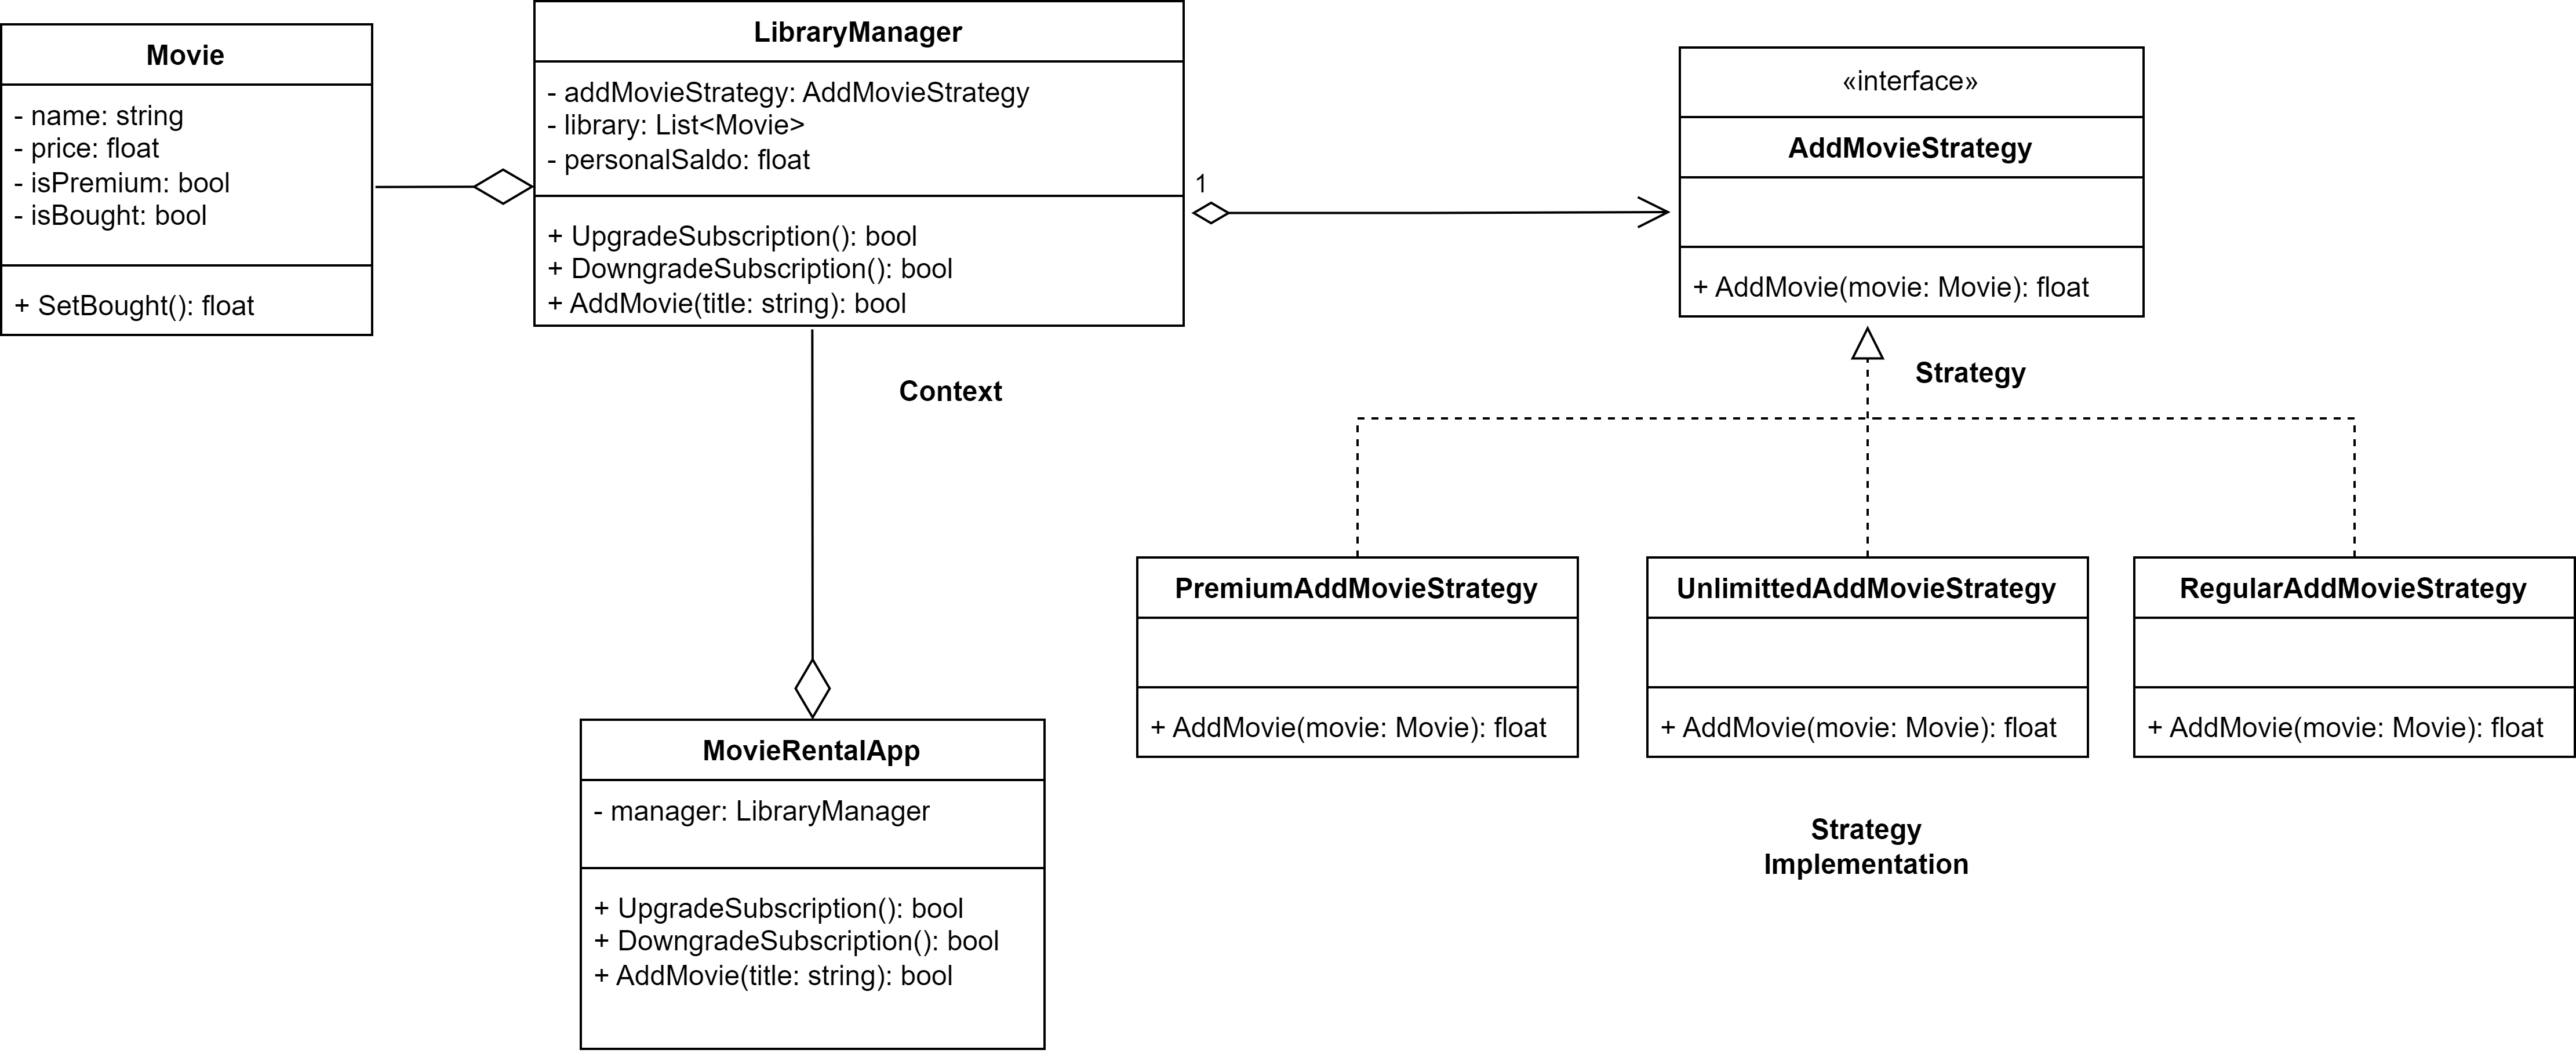 Movie
- name: string
- price: float
- isPremium: bool
- isBought: bool
+ SetBought(): float
LibraryManager
- addMovieStrategy: AddMovieStrategy
- library: List<Movie>
- personalSaldo: float
+ UpgradeSubscription(): bool
+ DowngradeSubscription(): bool
+ AddMovie(title: string): bool
1
«interface»
AddMovieStrategy
+ AddMovie(movie: Movie): float
Context
Strategy
PremiumAddMovieStrategy
+ AddMovie(movie: Movie): float
UnlimittedAddMovieStrategy
+ AddMovie(movie: Movie): float
RegularAddMovieStrategy
+ AddMovie(movie: Movie): float
Strategy
Implementation
MovieRentalApp
- manager: LibraryManager
+ UpgradeSubscription(): bool
+ DowngradeSubscription(): bool
+ AddMovie(title: string): bool